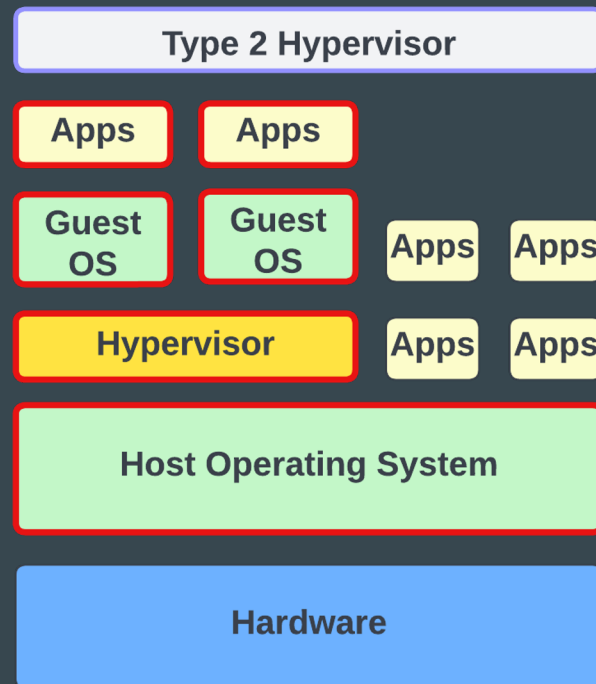 Type 2 Hypervisor
Apps
Apps
Guest
OS
Guest
OS
Apps
Apps
Hypervisor
Apps
Apps
Host Operating System
Hardware